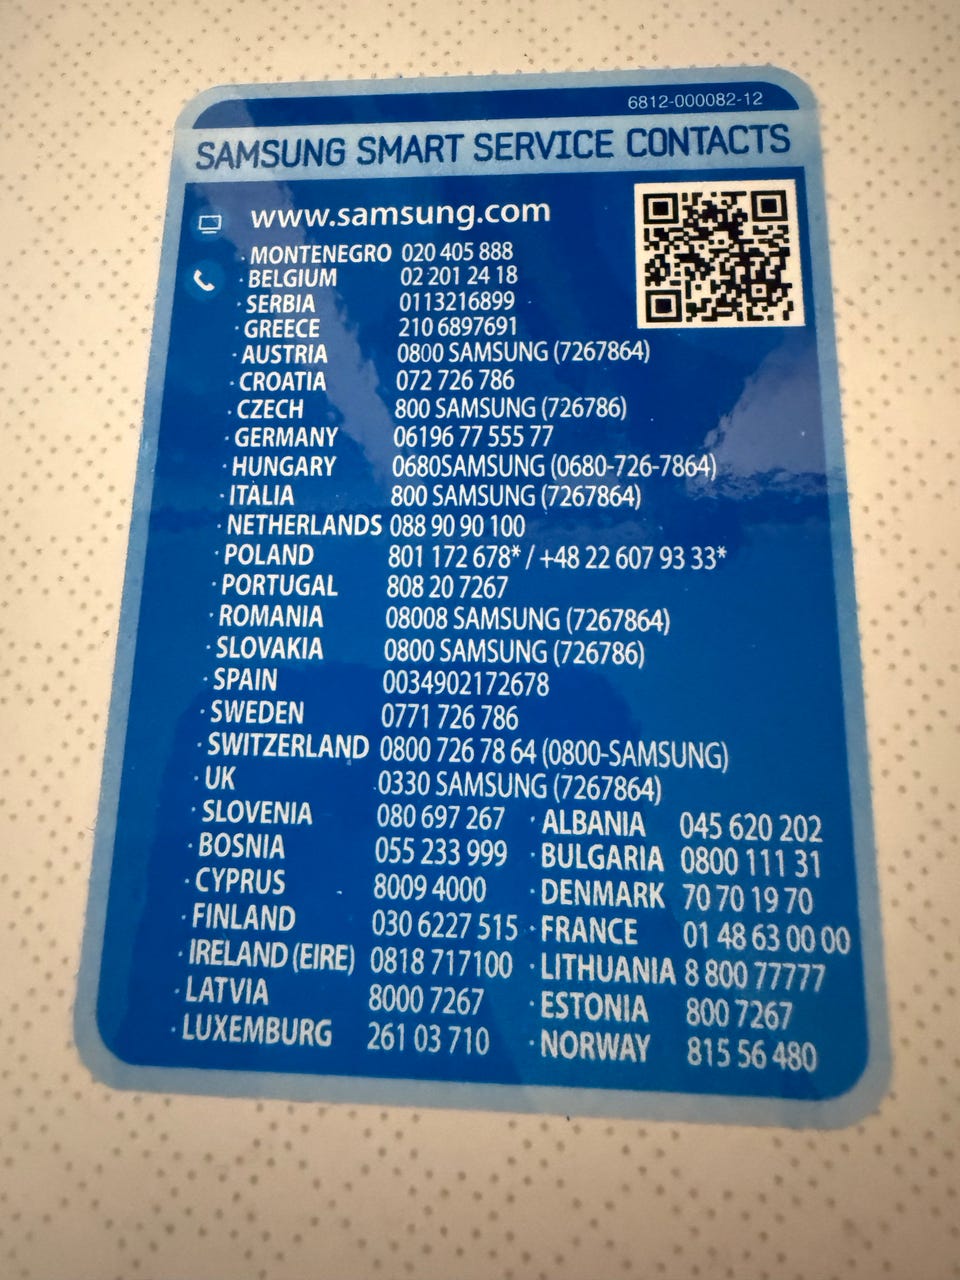 6812-000082-12
SAMSUNG SMART SERVICE CONTACTS
www.samsung.com
· MONTENEGRO 020 405 888
· BELGIUM 02 201 24 18
· SERBIA 0113216899
· GREECE 210 6897691
· AUSTRIA 0800 SAMSUNG (7267864)
· CROATIA 072 726 786
· CZECH 800 SAMSUNG (726786)
· GERMANY 06196 77 555 77
· HUNGARY 0680SAMSUNG (0680-726-7864)
· ITALIA 800 SAMSUNG (7267864)
· NETHERLANDS 088 90 90 100
· POLAND 801 172 678* / +48 22 607 93 33*
· PORTUGAL 808 20 7267
· ROMANIA 08008 SAMSUNG (7267864)
· SLOVAKIA 0800 SAMSUNG (726786)
· SPAIN 0034902172678
· SWEDEN 0771 726 786
· SWITZERLAND 0800 726 78 64 (0800-SAMSUNG)
· UK 0330 SAMSUNG (7267864)
· SLOVENIA 080 697 267 · ALBANIA 045 620 202
· BOSNIA 055 233 999 · BULGARIA 0800 111 31
· CYPRUS 8009 4000 · DENMARK 70 70 19 70
· FINLAND 030 6227 515 · FRANCE 01 48 63 00 00
· IRELAND (EIRE) 0818 717100 · LITHUANIA 8 800 77777
· LATVIA 8000 7267 · ESTONIA 800 7267
· LUXEMBURG 261 03 710 · NORWAY 815 56 480